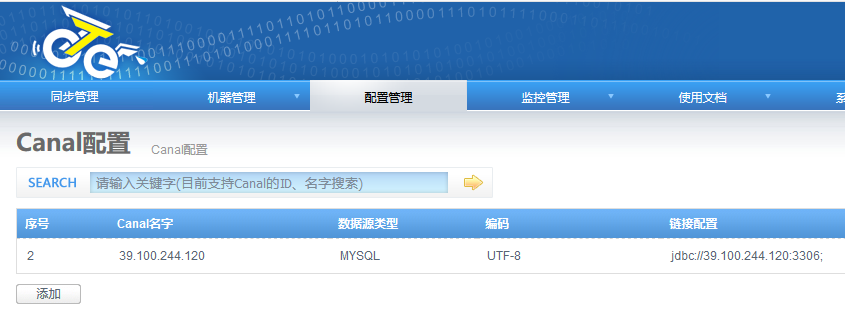 eTe
同步管理 机器管理 配置管理 监控管理 使用文档 系
Canal配置 Canal配置
SEARCH 请输入关键字(目前支持Canal的ID、名字搜索)
序号 Canal名字 数据源类型 编码 链接配置
2 39.100.244.120 MYSQL UTF-8 jdbc://39.100.244.120:3306;
添加